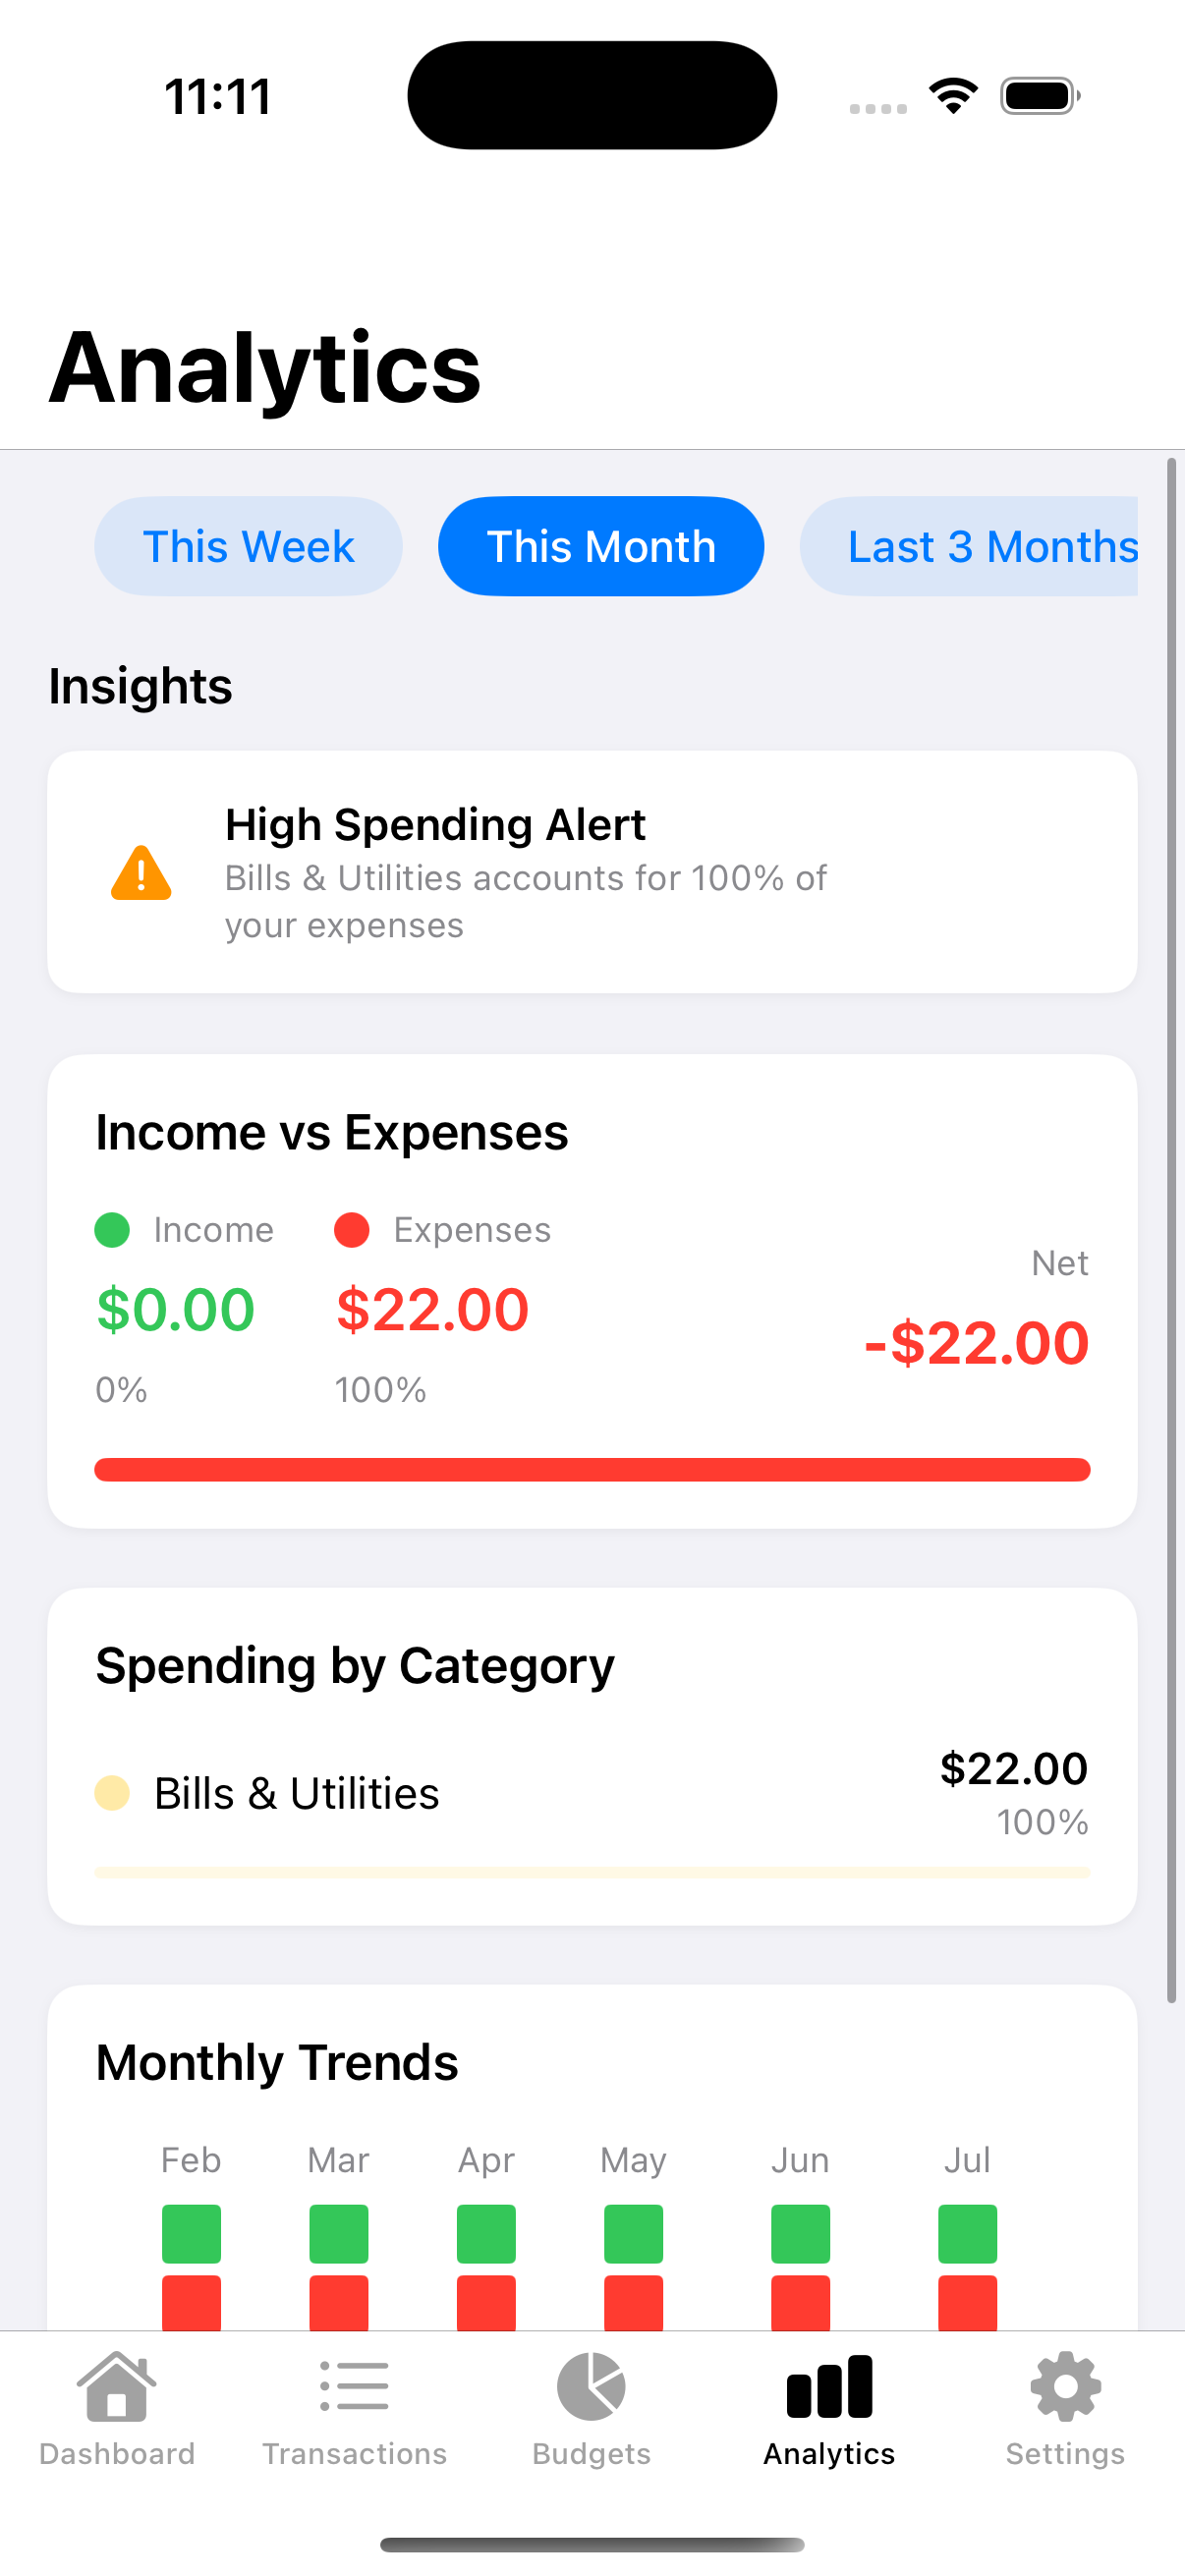 11:11
Analytics
This Week
This Month
Last 3 Months
Insights
High Spending Alert
Bills & Utilities accounts for 100% of
your expenses
Income vs Expenses
Income
Expenses
Net
$0.00
$22.00
-$22.00
0%
100%
Spending by Category
Bills & Utilities
$22.00
100%
Monthly Trends
Feb
Mar
Apr
May
Jun
Jul
Dashboard
Transactions
Budgets
Analytics
Settings